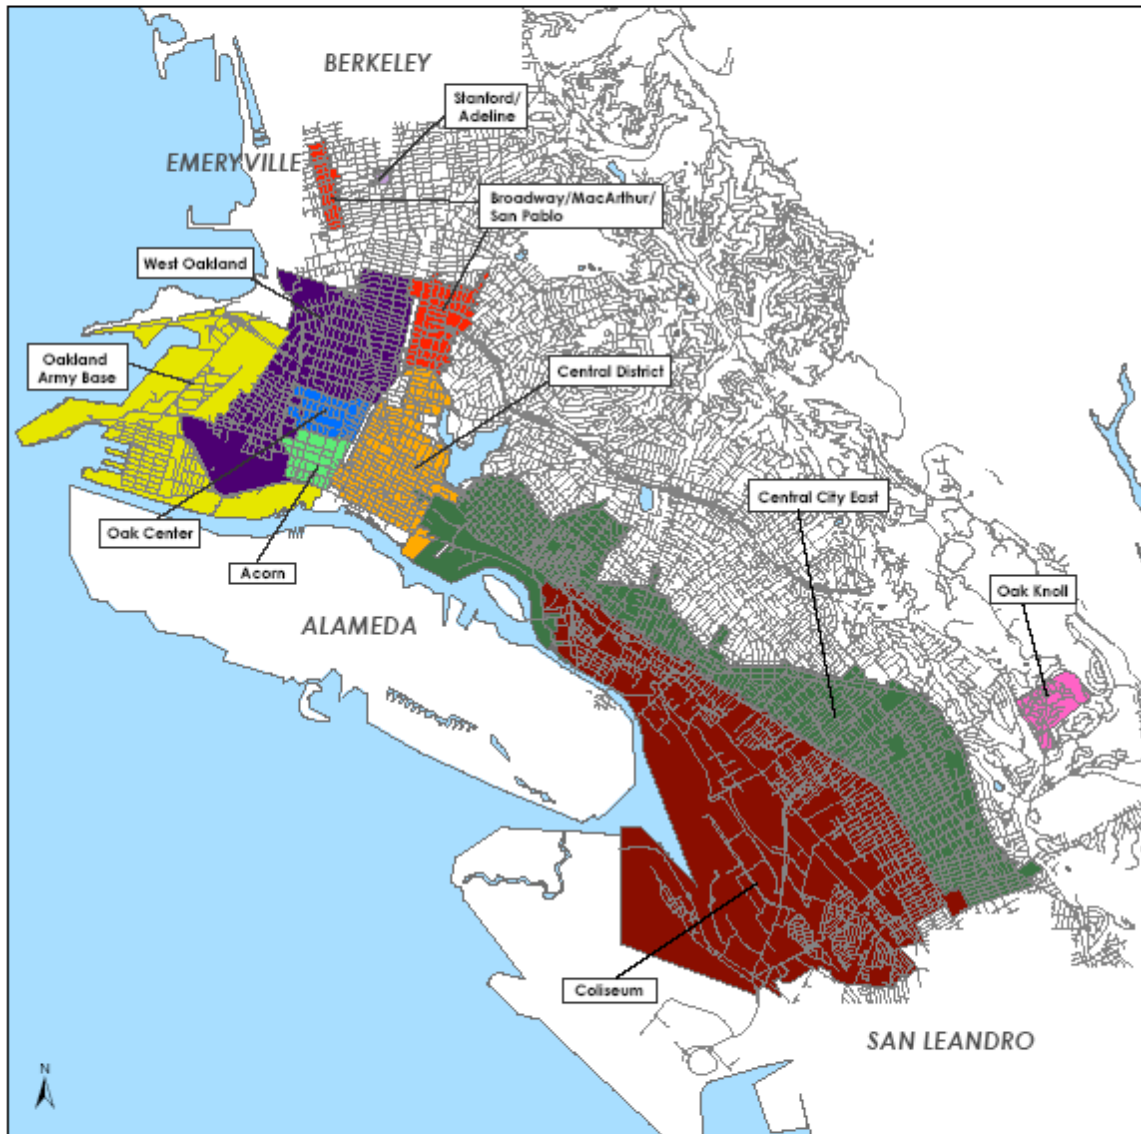 BERKELEY
Stanford/
Adeline
EMERYVILLE
Broadway/MacArthur/
San Pablo
West Oakland
Oakland
Army Base
Central District
Central City East
Oak Center
Acorn
Oak Knoll
ALAMEDA
Coliseum
SAN LEANDRO
N